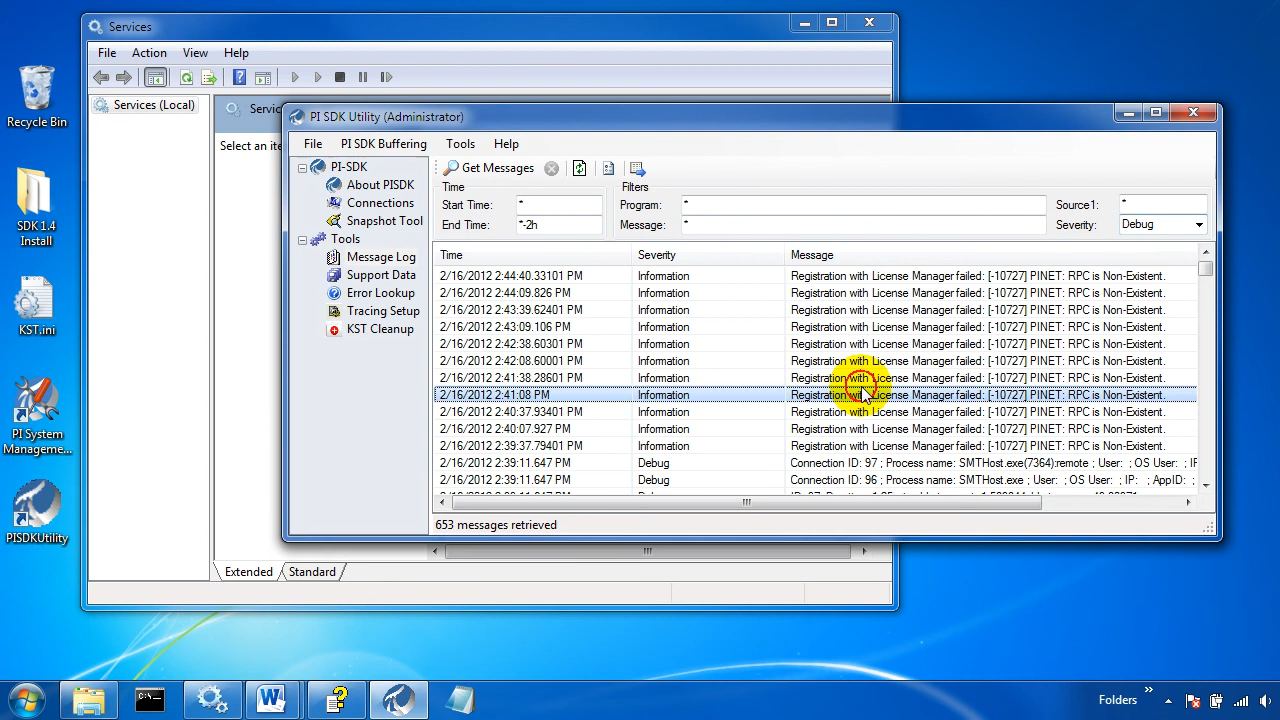 Services
File Action View Help
Services (Local)
Servic
Select an ite
Extended Standard
Recycle Bin
SDK 1.4
Install
KST.ini
PI System
Manageme...
PISDKUtility
PI SDK Utility (Administrator)
File PI SDK Buffering Tools Help
PI-SDK
About PISDK
Connections
Snapshot Tool
Tools
Message Log
Support Data
Error Lookup
Tracing Setup
KST Cleanup
Get Messages
Time Filters
Start Time: * Program: * Source1: *
End Time: *-2h Message: * Severity: Debug
Time Severity Message
2/16/2012 2:44:40.33101 PM Information Registration with License Manager failed: [-10727] PINET: RPC is Non-Existent.
2/16/2012 2:44:09.826 PM Information Registration with License Manager failed: [-10727] PINET: RPC is Non-Existent.
2/16/2012 2:43:39.62401 PM Information Registration with License Manager failed: [-10727] PINET: RPC is Non-Existent.
2/16/2012 2:43:09.106 PM Information Registration with License Manager failed: [-10727] PINET: RPC is Non-Existent.
2/16/2012 2:42:38.60301 PM Information Registration with License Manager failed: [-10727] PINET: RPC is Non-Existent.
2/16/2012 2:42:08.60001 PM Information Registration with License Manager failed: [-10727] PINET: RPC is Non-Existent.
2/16/2012 2:41:38.28601 PM Information Registration with License Manager failed: [-10727] PINET: RPC is Non-Existent.
2/16/2012 2:41:08 PM Information Registration with License Manager failed: [-10727] PINET: RPC is Non-Existent.
2/16/2012 2:40:37.93401 PM Information Registration with License Manager failed: [-10727] PINET: RPC is Non-Existent.
2/16/2012 2:40:07.927 PM Information Registration with License Manager failed: [-10727] PINET: RPC is Non-Existent.
2/16/2012 2:39:37.79401 PM Information Registration with License Manager failed: [-10727] PINET: RPC is Non-Existent.
2/16/2012 2:39:11.647 PM Debug Connection ID: 97 ; Process name: SMTHost.exe(7364):remote ; User: ; OS User: ; IF
2/16/2012 2:39:11.647 PM Debug Connection ID: 96 ; Process name: SMTHost.exe ; User: ; OS User: ; IP: ; AppID: ;
653 messages retrieved
Folders